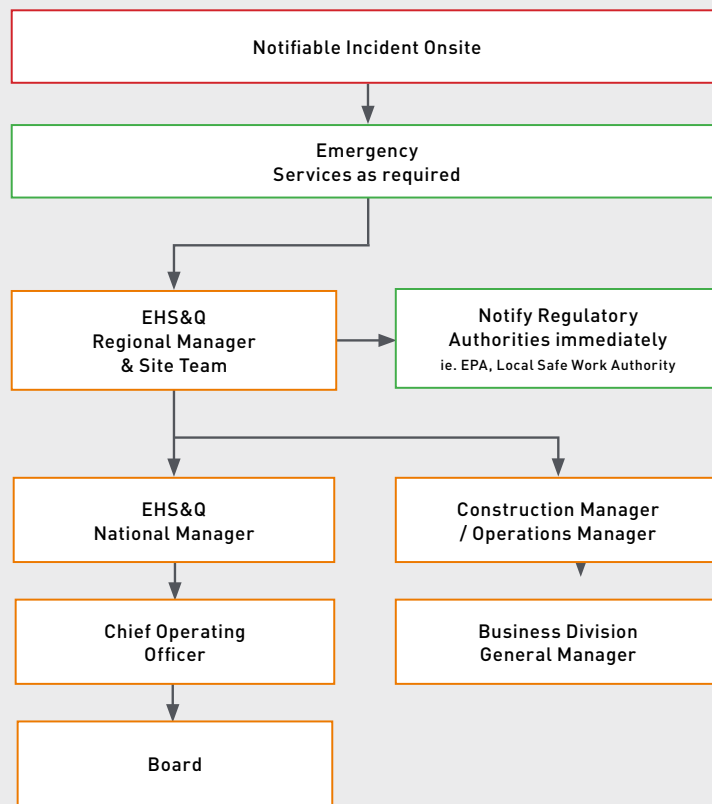 Notifiable Incident Onsite
Emergency
Services as required
EHS&Q
Regional Manager
& Site Team
Notify Regulatory
Authorities immediately
ie. EPA, Local Safe Work Authority
EHS&Q
National Manager
Construction Manager
/ Operations Manager
Chief Operating
Officer
Business Division
General Manager
Board